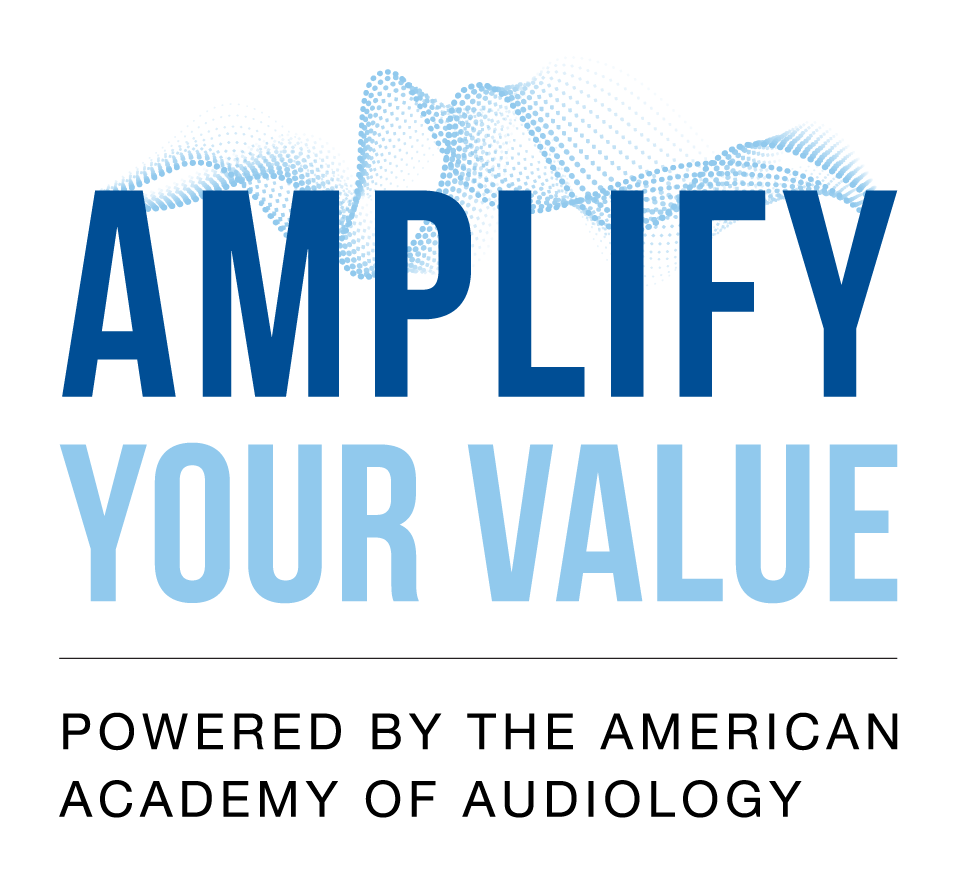 AMPLIFY
YOUR VALUE
POWERED BY THE AMERICAN
ACADEMY OF AUDIOLOGY